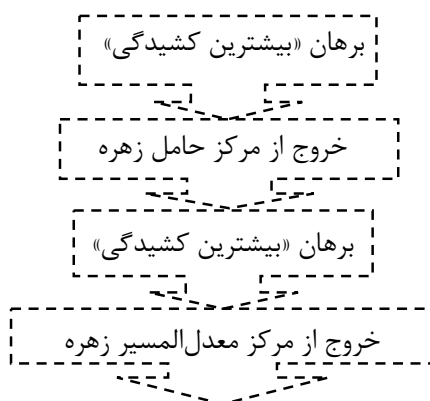 برهان «بیشترین کشیدگی»
خروج از مرکز حامل زهره
برهان «بیشترین کشیدگی»
خروج از مرکز معدل‌المسیر زهره